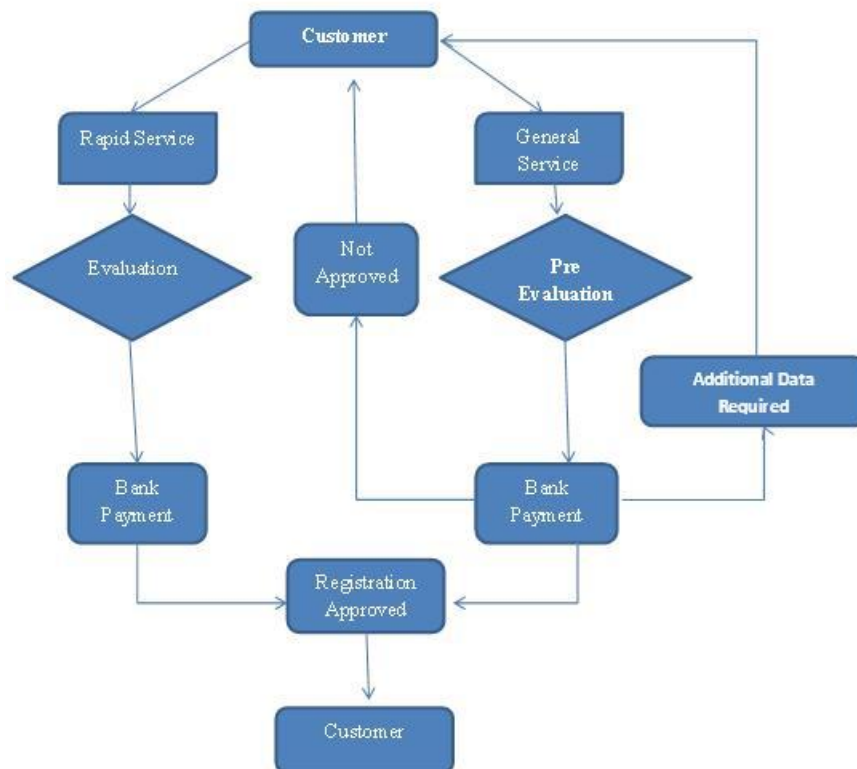 Customer
Rapid Service
General
Service
Evaluation
Not
Approved
Pre
Evaluation
Additional Data
Required
Bank
Payment
Bank
Payment
Registration
Approved
Customer